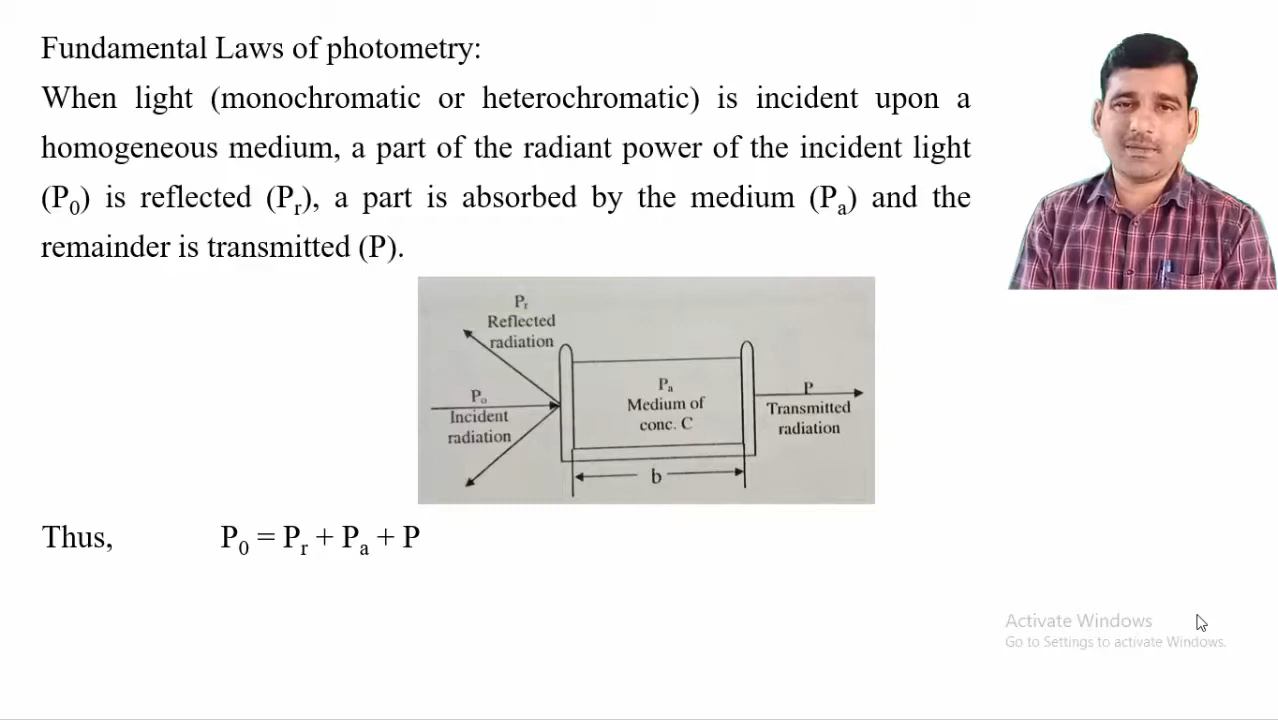 Fundamental Laws of photometry:
When light (monochromatic or heterochromatic) is incident upon a
homogeneous medium, a part of the radiant power of the incident light
(P₀) is reflected (Pᵣ), a part is absorbed by the medium (Pₐ) and the
remainder is transmitted (P).
Pᵣ
Reflected
radiation
Pₒ
Incident
radiation
Pₐ
Medium of
conc. C
P
Transmitted
radiation
b
Thus, P₀ = Pᵣ + Pₐ + P
Activate Windows
Go to Settings to activate Windows.